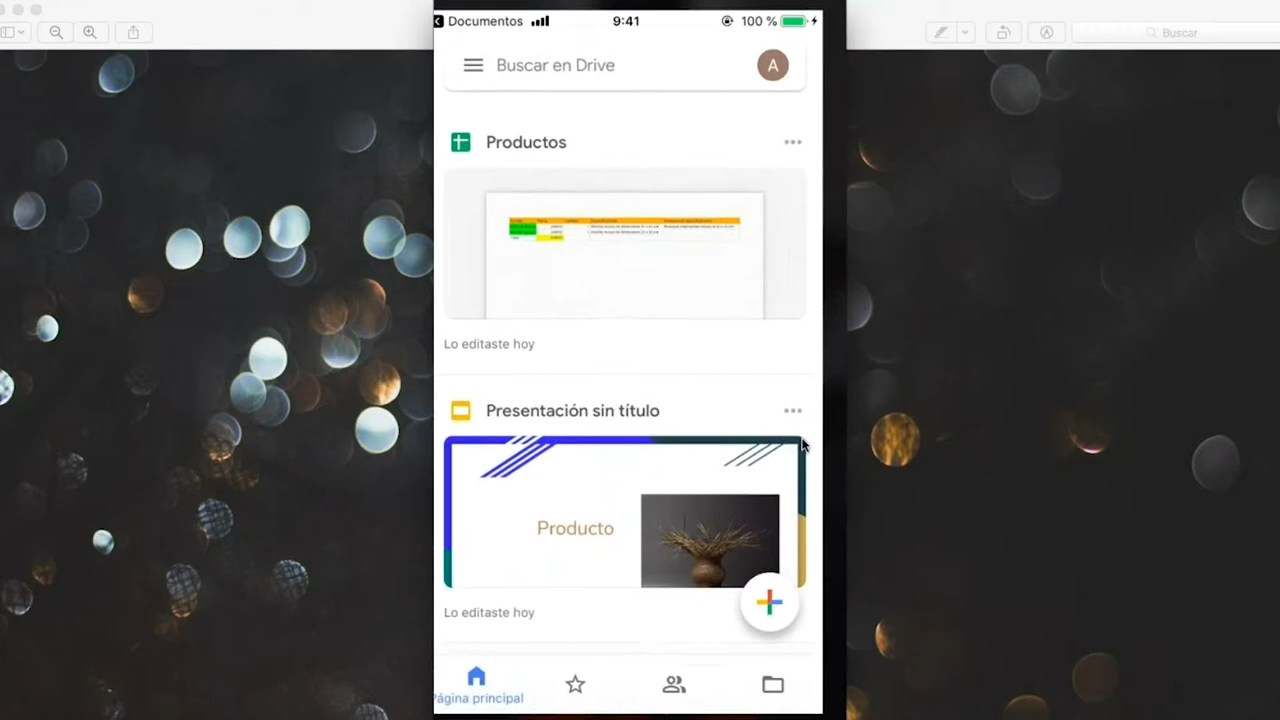 Documentos
9:41
100 %
Buscar
Buscar en Drive
A
Productos
Lo editaste hoy
Presentación sin título
Producto
Lo editaste hoy
Página principal